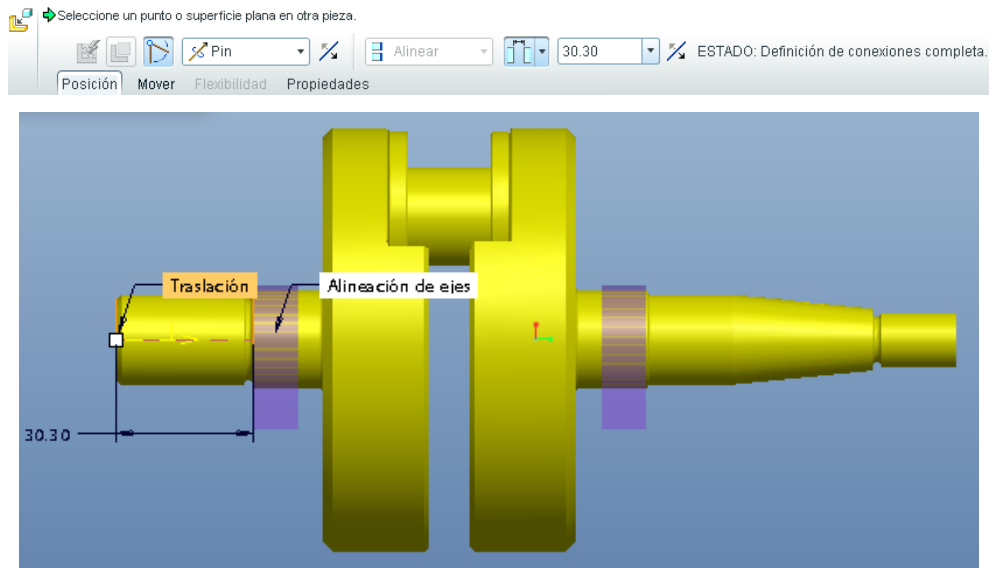 Seleccione un punto o superficie plana en otra pieza.
Pin Alinear 30.30 ESTADO: Definición de conexiones completa.
Posición Mover Flexibilidad Propiedades
Traslación Alineación de ejes
30.30